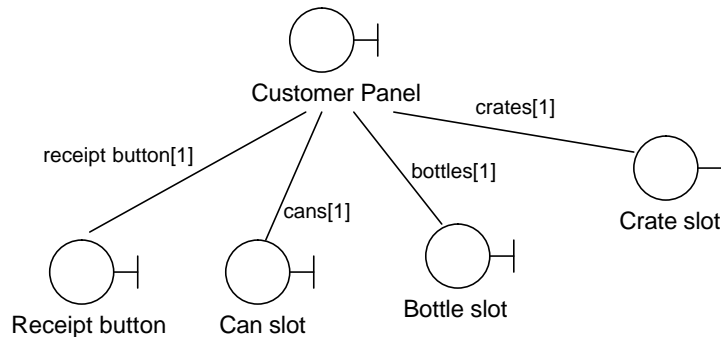 Customer Panel
crates[1]
receipt button[1]
bottles[1]
cans[1]
Crate slot
Bottle slot
Receipt button
Can slot